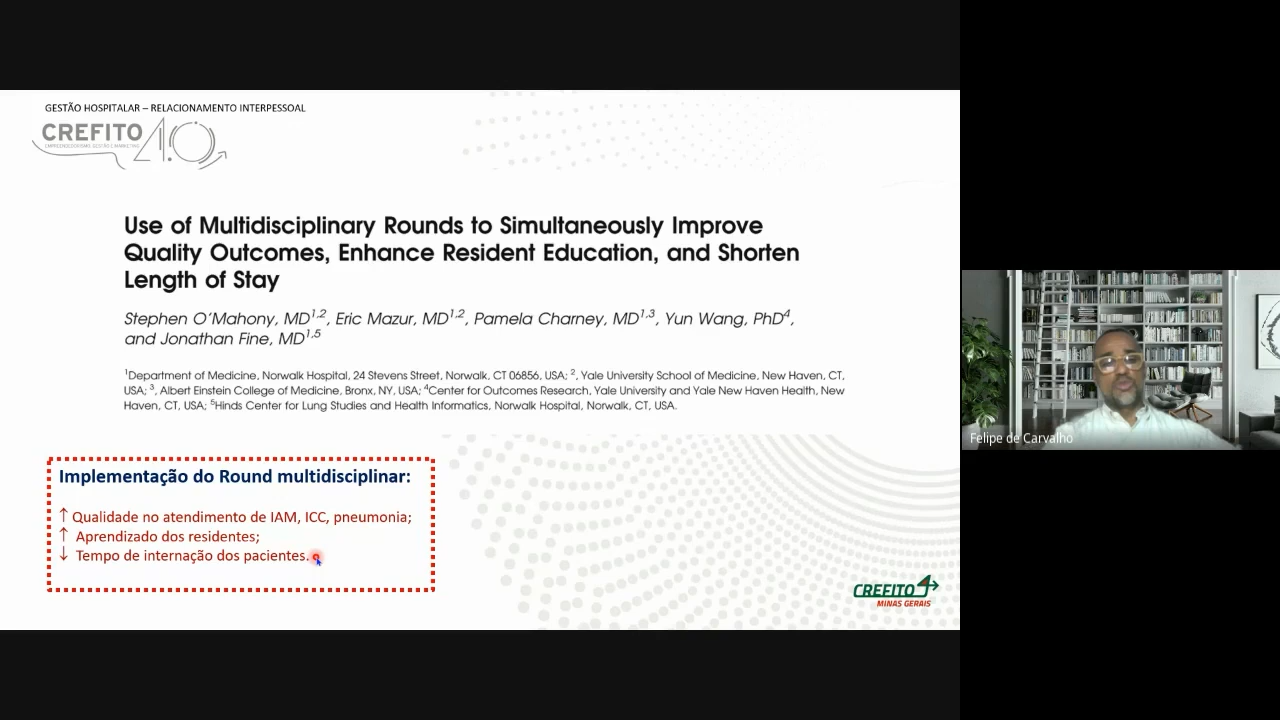 GESTÃO HOSPITALAR – RELACIONAMENTO INTERPESSOAL
CREFITO 4.0
EMPREENDEDORISMO GESTÃO E MARKETING
Use of Multidisciplinary Rounds to Simultaneously Improve
Quality Outcomes, Enhance Resident Education, and Shorten
Length of Stay
Stephen O’Mahony, MD1,2, Eric Mazur, MD1,2, Pamela Charney, MD1,3, Yun Wang, PhD4,
and Jonathan Fine, MD1,5
1Department of Medicine, Norwalk Hospital, 24 Stevens Street, Norwalk, CT 06856, USA; 2, Yale University School of Medicine, New Haven, CT,
USA; 3, Albert Einstein College of Medicine, Bronx, NY, USA; 4Center for Outcomes Research, Yale University and Yale New Haven Health, New
Haven, CT, USA; 5Hinds Center for Lung Studies and Health Informatics, Norwalk Hospital, Norwalk, CT, USA.
Implementação do Round multidisciplinar:
↑ Qualidade no atendimento de IAM, ICC, pneumonia;
↑ Aprendizado dos residentes;
↓ Tempo de internação dos pacientes.
CREFITO 4
MINAS GERAIS
Felipe de Carvalho